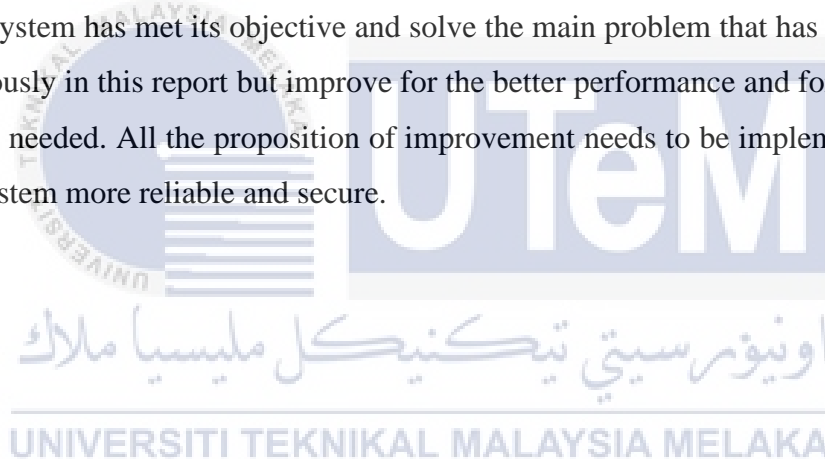 ystem has met its objective and solve the main problem that has
ously in this report but improve for the better performance and fo
needed. All the proposition of improvement needs to be implen
stem more reliable and secure.
UTeM
اونيۏرسيتي تيكنيكل مليسيا ملاك
UNIVERSITI TEKNIKAL MALAYSIA MELAKA